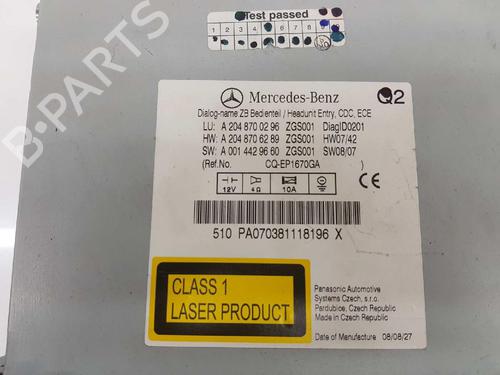 Test passed
1 2 3 4 5 6 7 8
Mercedes-Benz
Q2
Dialog-name ZB Bedienteil / Headunit Entry, CDC, ECE
LU: A 204 870 02 96 ZGS001 DiagID0201
HW: A 204 870 62 89 ZGS001 HW07/42
SW: A 001 442 96 60 ZGS001 SW08/07
(Ref.No. CQ-EP1670GA )
12V 4Ω 10A
CE
510 PA070381118196 X
CLASS 1
LASER PRODUCT
Panasonic Automotive
Systems Czech, s.r.o.
Pardubice, Czech Republic
Made in Czech Republic
Date of Manufacture 08/08/27
B-PARTS